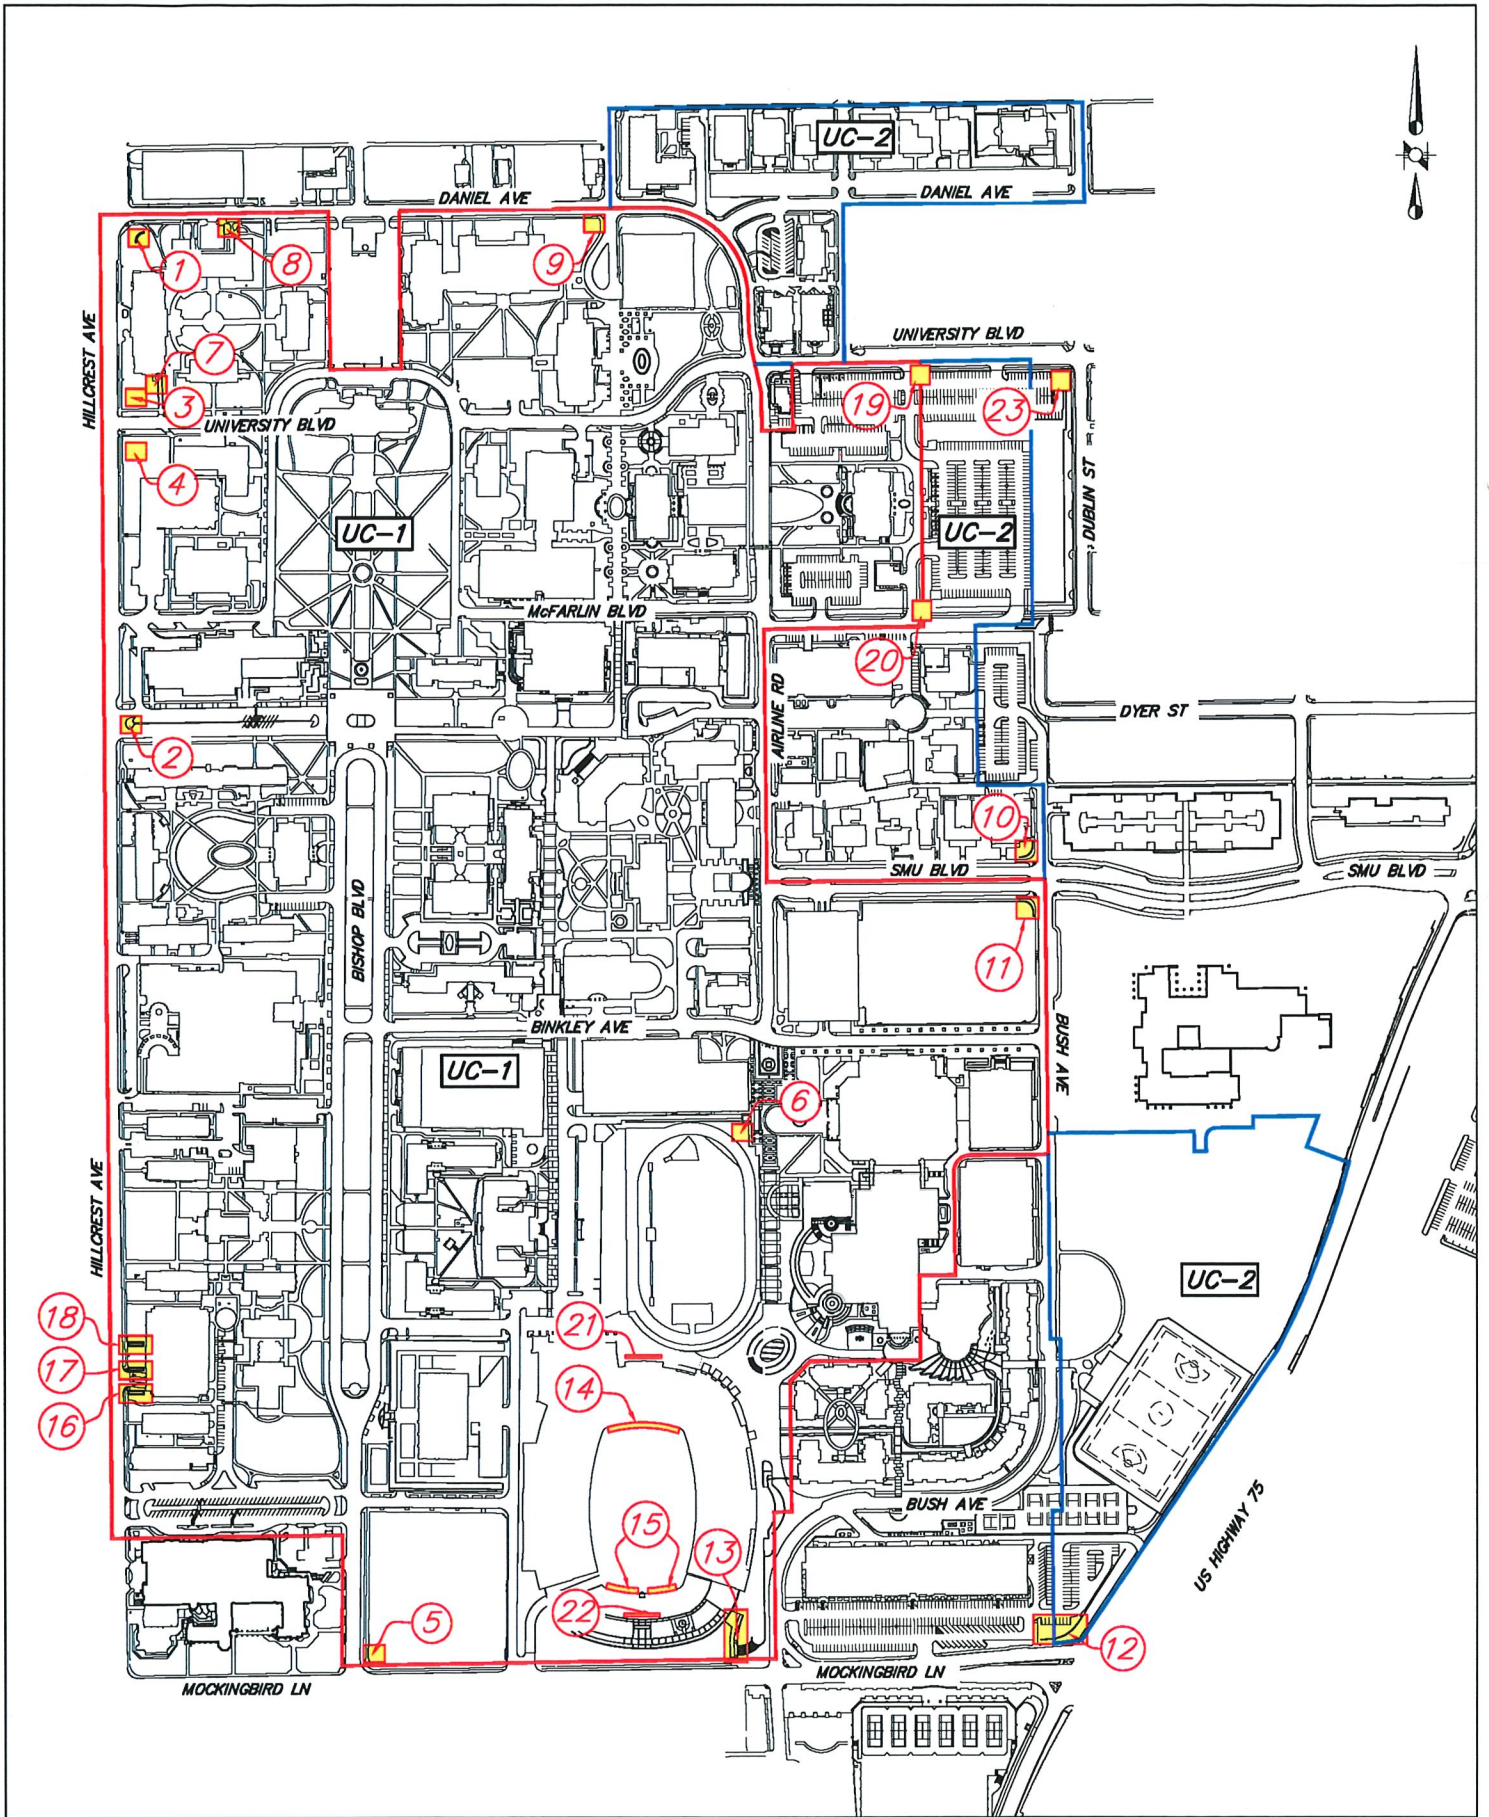 UC-2
DANIEL AVE
DANIEL AVE
1
8
9
HILLCREST AVE
UNIVERSITY BLVD
7
3
19
23
UNIVERSITY BLVD
4
DUBLIN ST
UC-1
UC-2
McFARLIN BLVD
20
AIRLINE RD
DYER ST
2
10
SMU BLVD
SMU BLVD
BISHOP BLVD
11
BINKLEY AVE
BUSH AVE
UC-1
6
HILLCREST AVE
UC-2
18
21
17
14
16
BUSH AVE
15
13
US HIGHWAY 75
22
5
12
MOCKINGBIRD LN
MOCKINGBIRD LN